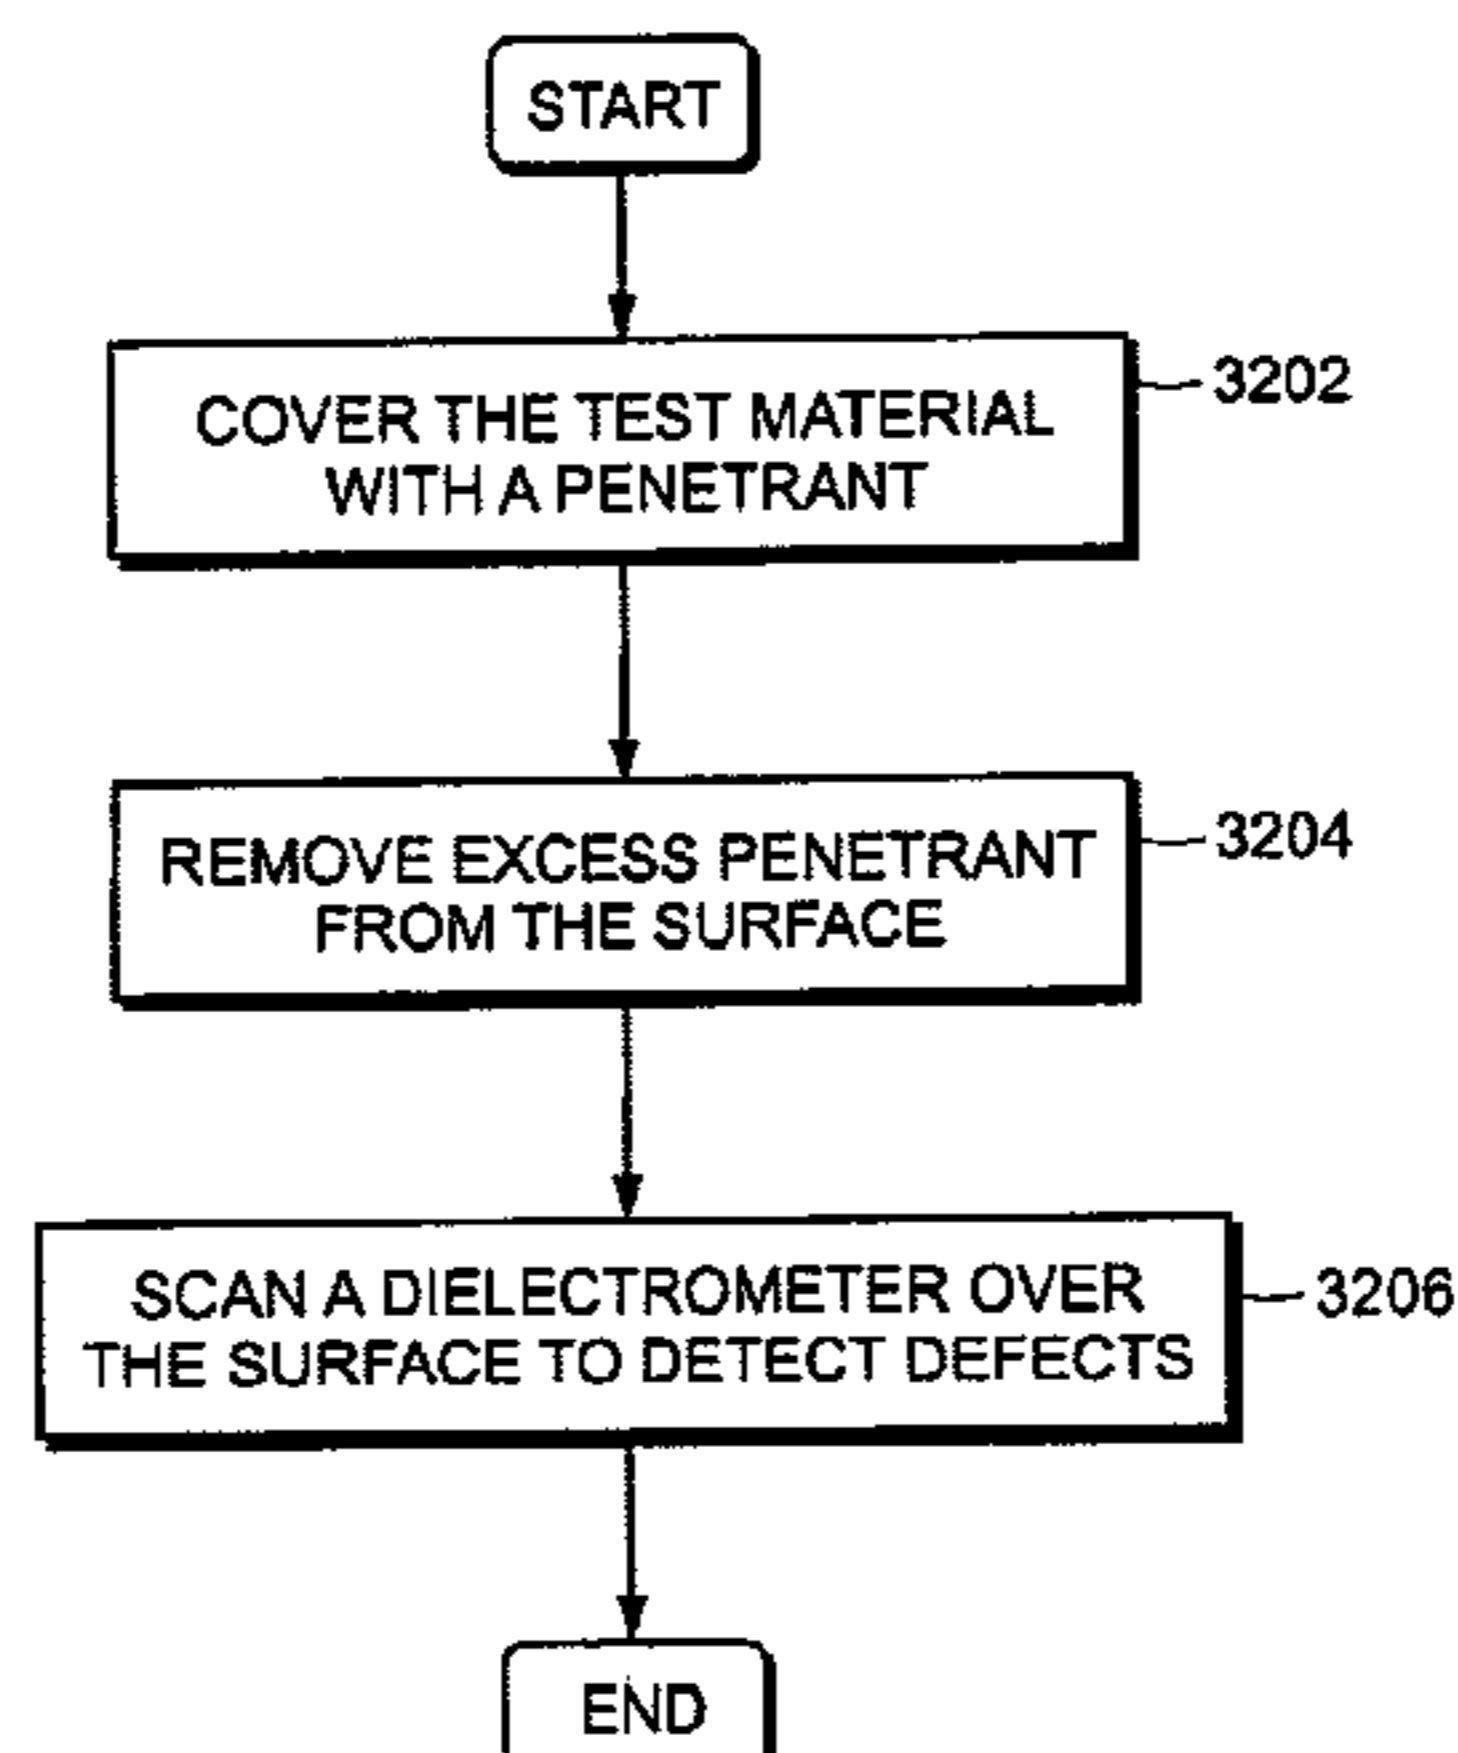 START
COVER THE TEST MATERIAL
WITH A PENETRANT
3202
REMOVE EXCESS PENETRANT
FROM THE SURFACE
3204
SCAN A DIELECTROMETER OVER
THE SURFACE TO DETECT DEFECTS
3206
END